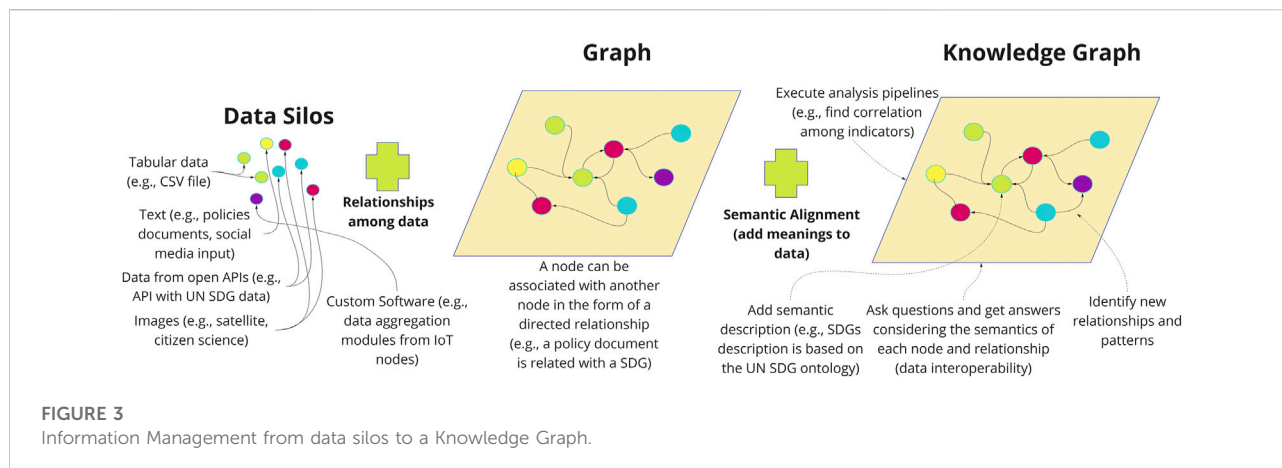 Graph
Knowledge Graph
Data Silos
Tabular data
(e.g., CSV file)
Text (e.g., policies
documents, social
media input)
Data from open APIs (e.g.,
API with UN SDG data)
Images (e.g., satellite,
citizen science)
Custom Software (e.g.,
data aggregation
modules from IoT
nodes)
Relationships
among data
A node can be
associated with another
node in the form of a
directed relationship
(e.g., a policy document
is related with a SDG)
Semantic Alignment
(add meanings to
data)
Execute analysis pipelines
(e.g., find correlation
among indicators)
Add semantic
description (e.g., SDGs
description is based on
the UN SDG ontology)
Ask questions and get answers
considering the semantics of
each node and relationship
(data interoperability)
Identify new
relationships and
patterns
FIGURE 3
Information Management from data silos to a Knowledge Graph.